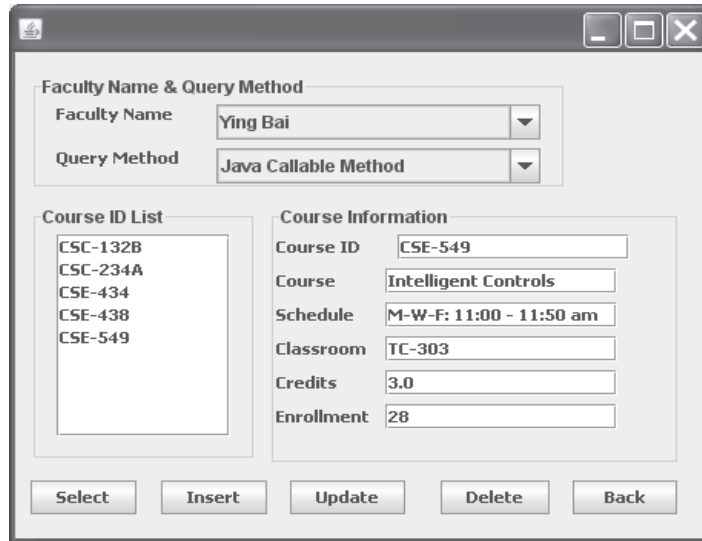 Faculty Name & Query Method
Faculty Name Ying Bai
Query Method Java Callable Method
Course ID List
CSC-132B
CSC-234A
CSE-434
CSE-438
CSE-549
Course Information
Course ID CSE-549
Course Intelligent Controls
Schedule M-W-F: 11:00 - 11:50 am
Classroom TC-303
Credits 3.0
Enrollment 28
Select Insert Update Delete Back